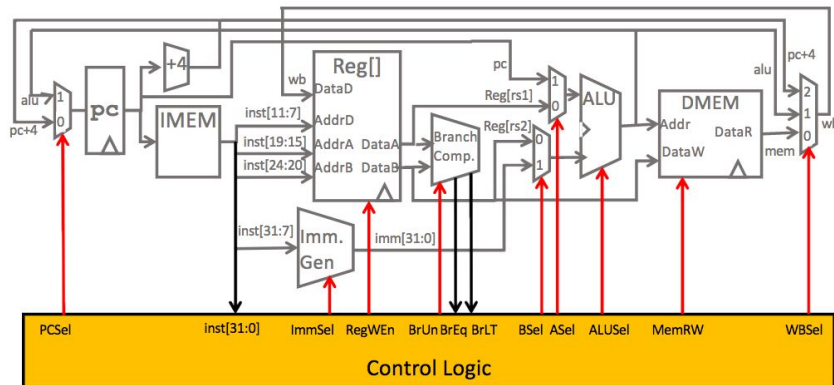 pc+4
+4
alu
1
pc
0
pc+4
IMEM
wb
Reg[]
DataD
inst[11:7]
AddrD
inst[19:15]
AddrA DataA
inst[24:20]
AddrB DataB
Branch
Comp.
inst[31:7]
Imm.
Gen
imm[31:0]
pc
1
Reg[rs1]
0
Reg[rs2]
0
1
ALU
DMEM
Addr
DataR
DataW
mem
pc+4
alu
2
1
0
PCSel inst[31:0] ImmSel RegWEn BrUn BrEq BrLT BSel ASel ALUSel MemRW WBSel
Control Logic